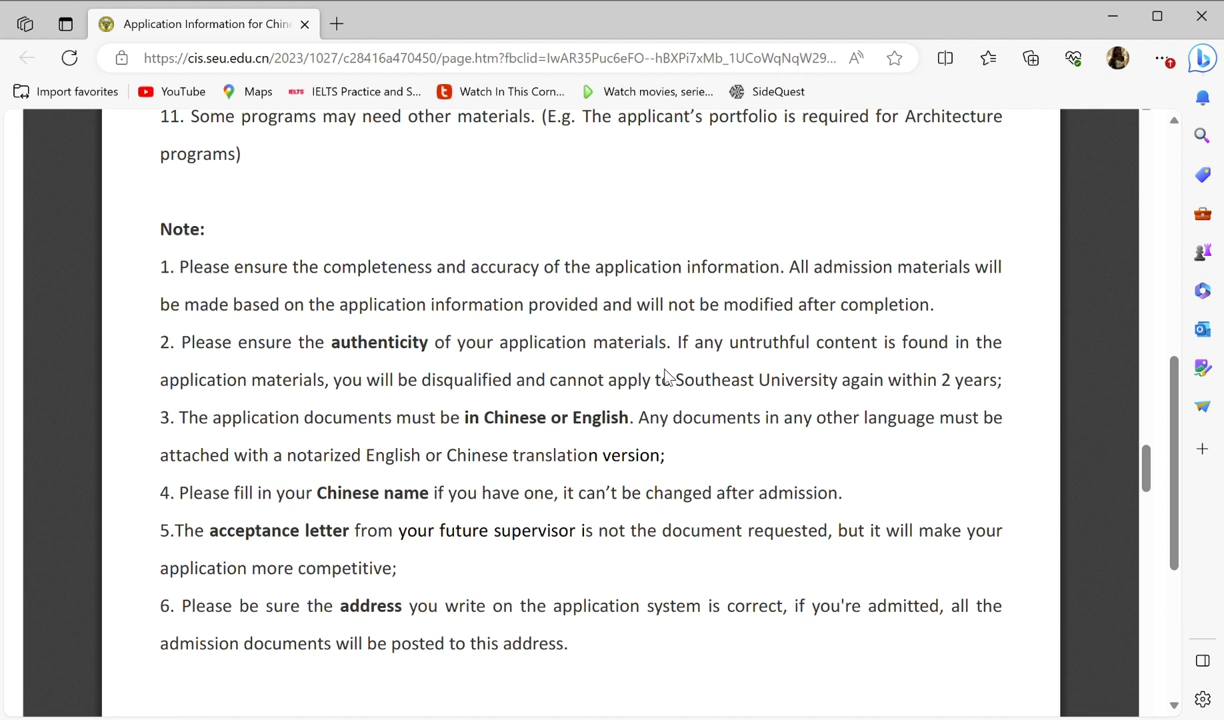 Application Information for Chin
https://cis.seu.edu.cn/2023/1027/c28416a470450/page.htm?fbclid=IwAR35Puc6eFO--hBXPi7xMb_1UCoWqNqW29...
Import favorites YouTube Maps IELTS IELTS Practice and S... Watch In This Corn... Watch movies, serie... SideQuest
11. Some programs may need other materials. (E.g. The applicant’s portfolio is required for Architecture
programs)
Note:
1. Please ensure the completeness and accuracy of the application information. All admission materials will
be made based on the application information provided and will not be modified after completion.
2. Please ensure the authenticity of your application materials. If any untruthful content is found in the
application materials, you will be disqualified and cannot apply to Southeast University again within 2 years;
3. The application documents must be in Chinese or English. Any documents in any other language must be
attached with a notarized English or Chinese translation version;
4. Please fill in your Chinese name if you have one, it can’t be changed after admission.
5.The acceptance letter from your future supervisor is not the document requested, but it will make your
application more competitive;
6. Please be sure the address you write on the application system is correct, if you're admitted, all the
admission documents will be posted to this address.